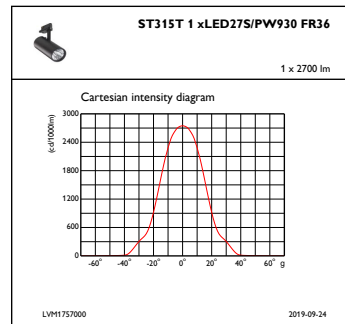 ST315T 1 xLED27S/PW930 FR36
1 x 2700 lm
Cartesian intensity diagram
(cd/1000lm)
3000
2400
1800
1200
600
0
-60° -40° -20° 0° 20° 40° 60° g
LVM1757000 2019-09-24